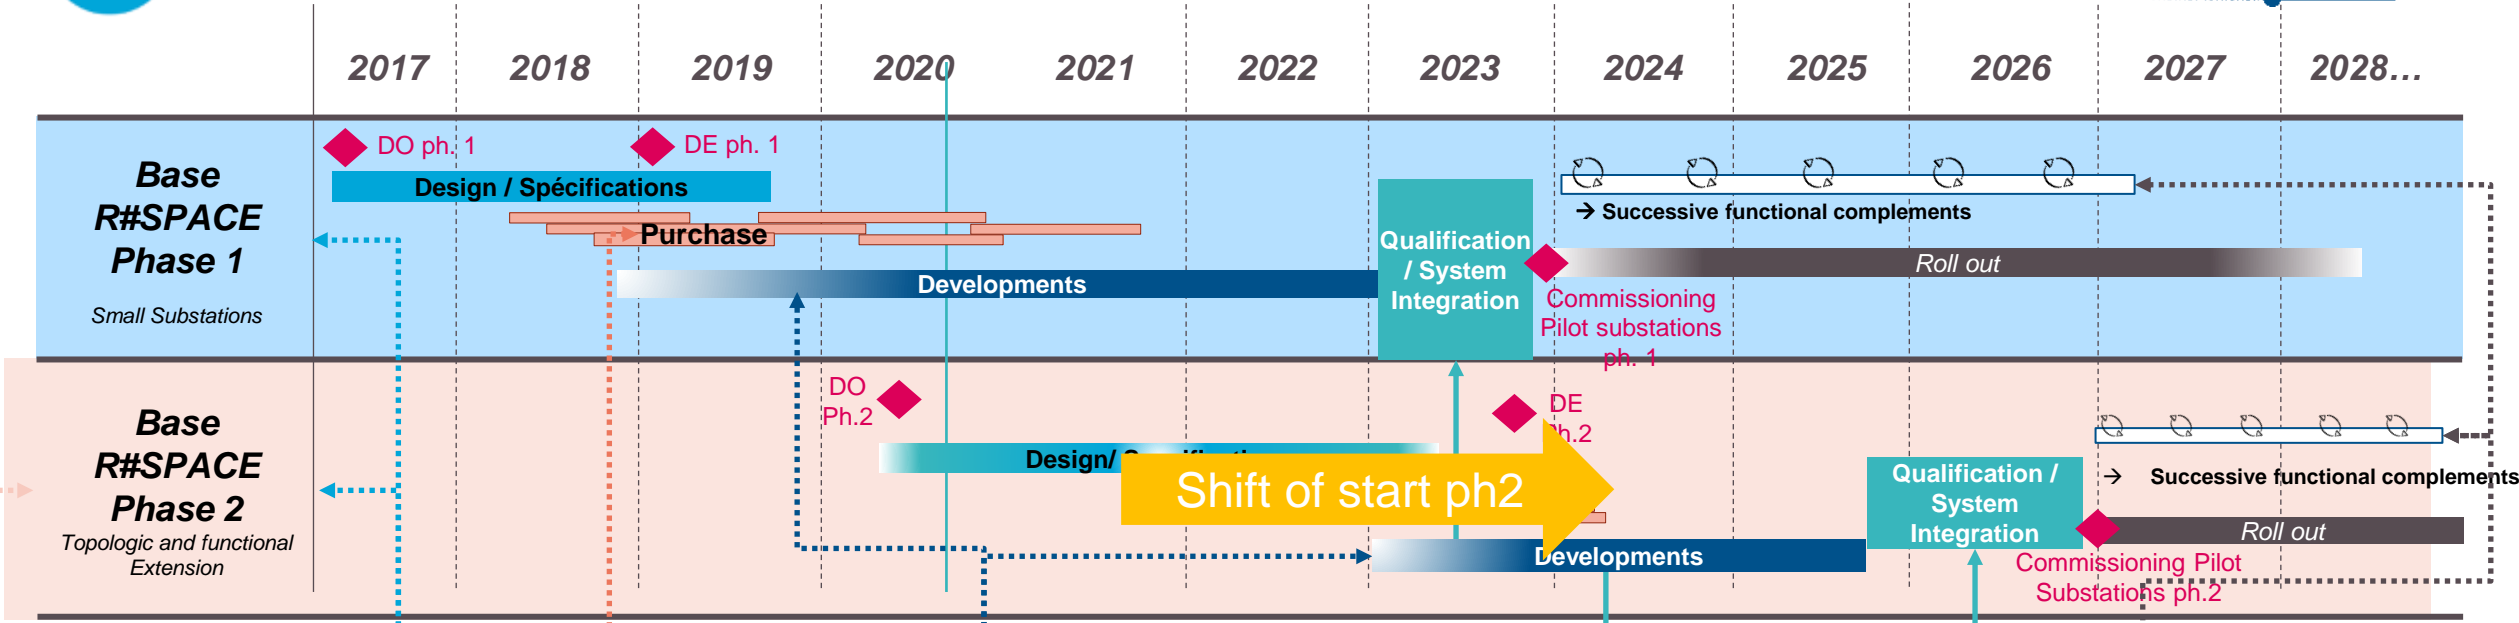 2017 2018 2019 2020 2021 2022 2023 2024 2025 2026 2027 2028...
Base
R#SPACE
Phase 1
Small Substations
DO ph. 1
DE ph. 1
Design / Spécifications
Purchase
Developments
Qualification
/ System
Integration
→ Successive functional complements
Roll out
Commissioning
Pilot substations
ph. 1
Base
R#SPACE
Phase 2
Topologic and functional
Extension
DO
Ph.2
DE
Ph.2
Design/
Shift of start ph2
Developments
Qualification /
System
Integration
→ Successive functional complements
Roll out
Commissioning Pilot
Substations ph.2